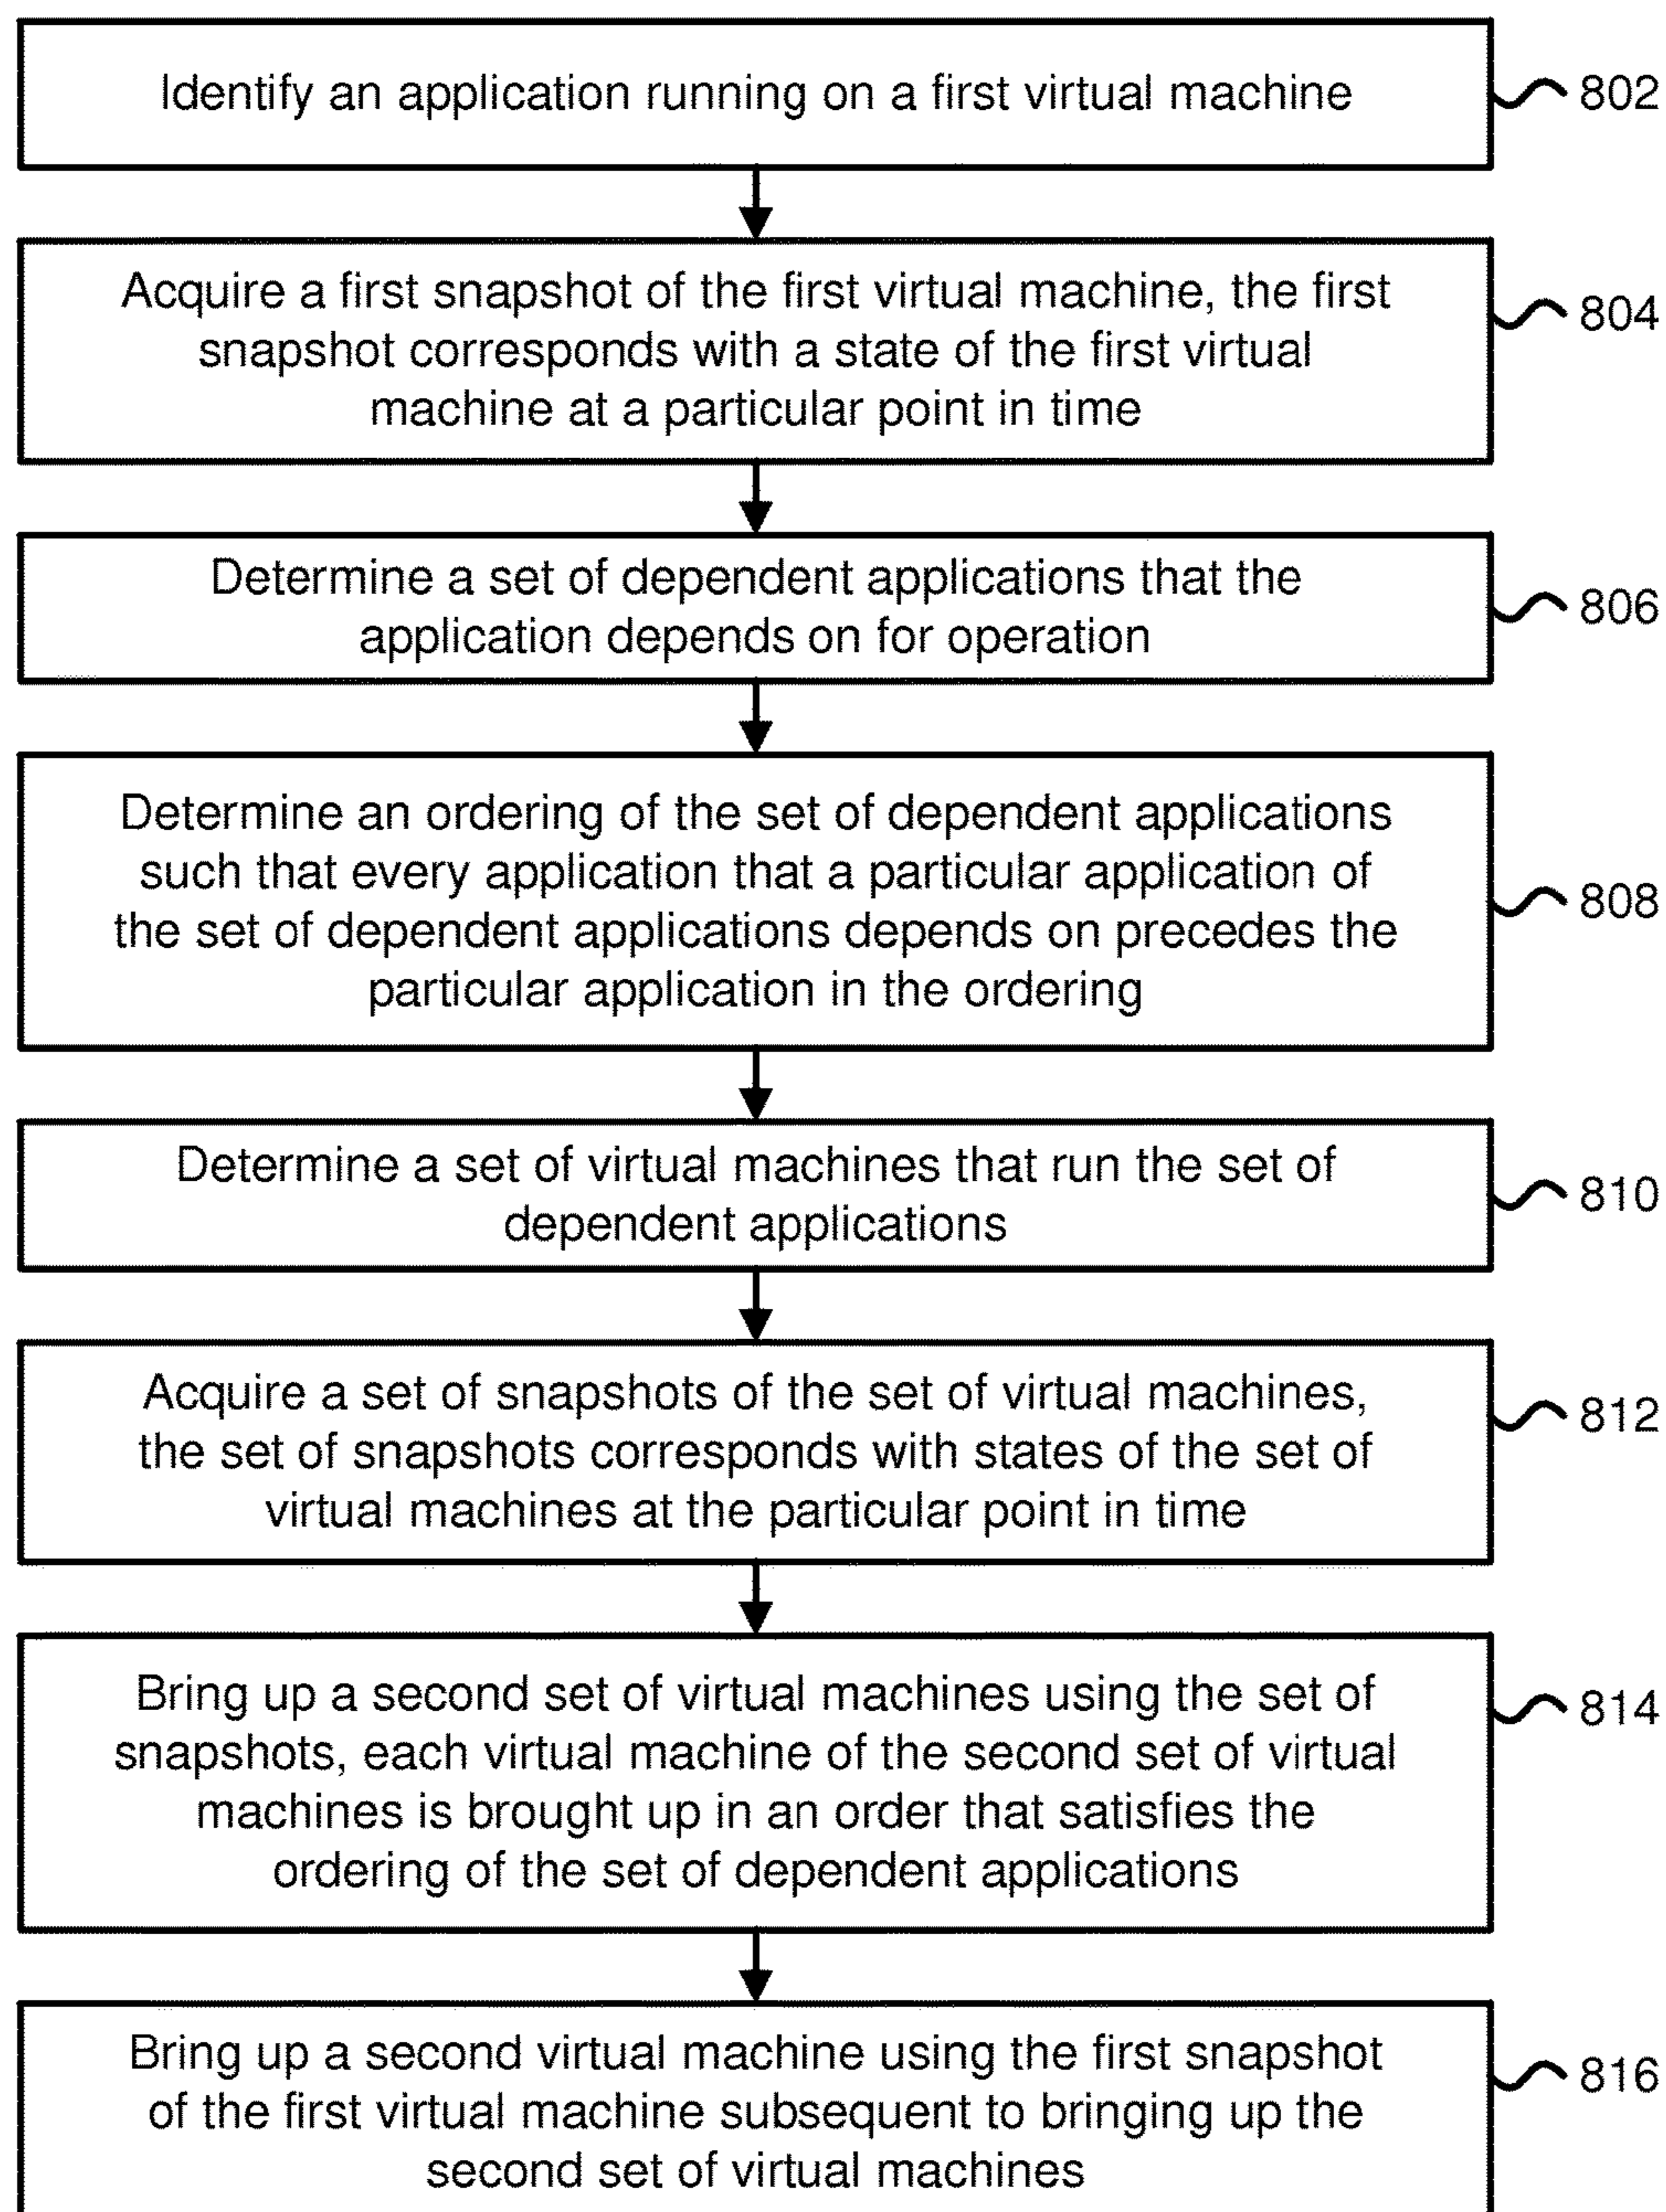 Identify an application running on a first virtual machine
802
Acquire a first snapshot of the first virtual machine, the first
snapshot corresponds with a state of the first virtual
machine at a particular point in time
804
Determine a set of dependent applications that the
application depends on for operation
806
Determine an ordering of the set of dependent applications
such that every application that a particular application of
the set of dependent applications depends on precedes the
particular application in the ordering
808
Determine a set of virtual machines that run the set of
dependent applications
810
Acquire a set of snapshots of the set of virtual machines,
the set of snapshots corresponds with states of the set of
virtual machines at the particular point in time
812
Bring up a second set of virtual machines using the set of
snapshots, each virtual machine of the second set of virtual
machines is brought up in an order that satisfies the
ordering of the set of dependent applications
814
Bring up a second virtual machine using the first snapshot
of the first virtual machine subsequent to bringing up the
second set of virtual machines
816